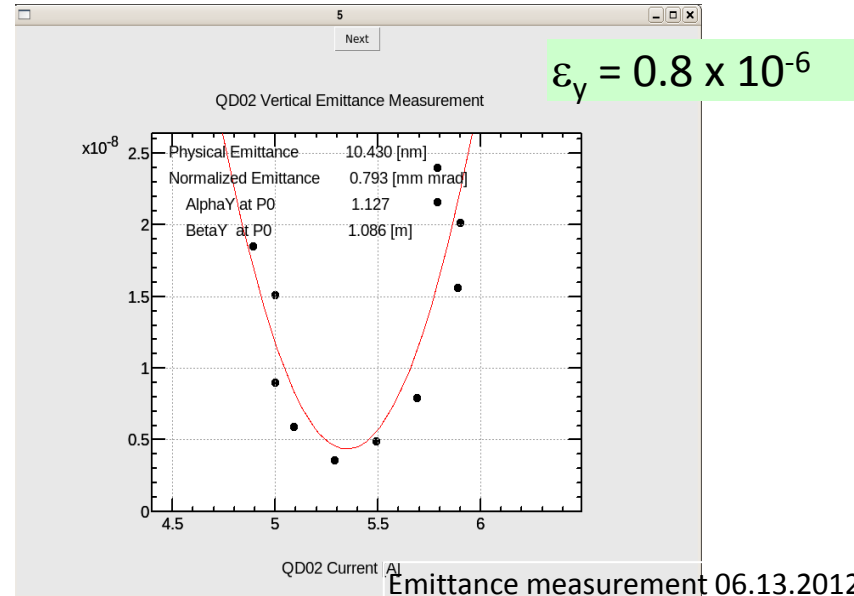 5
Next
εy = 0.8 x 10-6
QD02 Vertical Emittance Measurement
x10-8
Physical Emittance 10.430 [nm]
Normalized Emittance 0.793 [mm mrad]
AlphaY at P0 1.127
BetaY at P0 1.086 [m]
2.5
2
1.5
1
0.5
0
4.5 5 5.5 6
QD02 Current [A]
Emittance measurement 06.13.2012